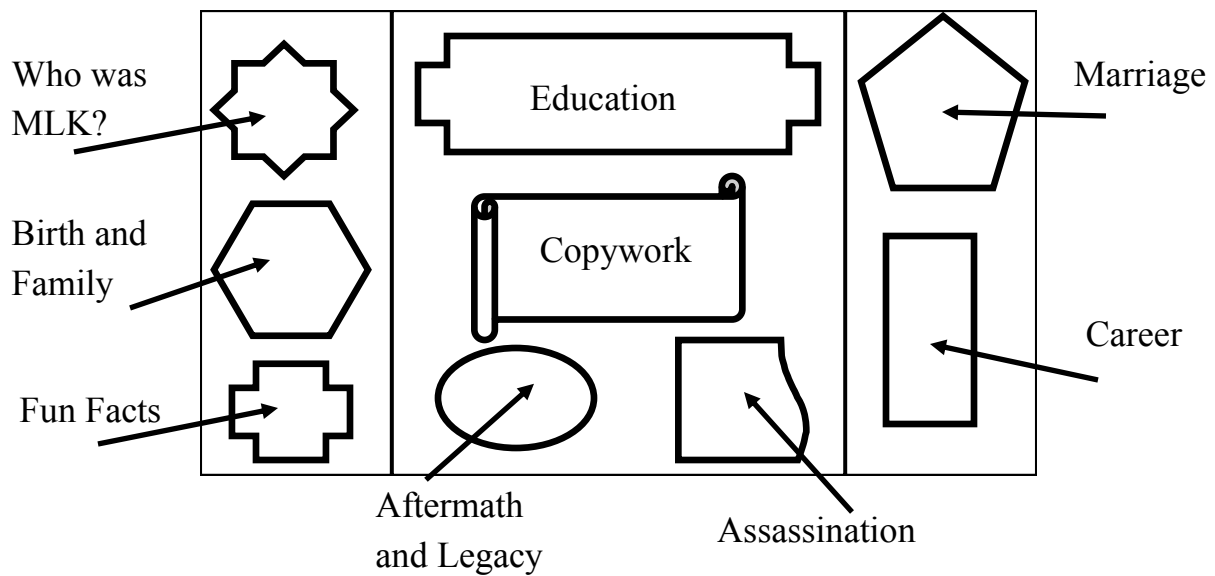 Who was
MLK?
Education
Marriage
Birth and
Family
Copywork
Career
Fun Facts
Aftermath
and Legacy
Assassination